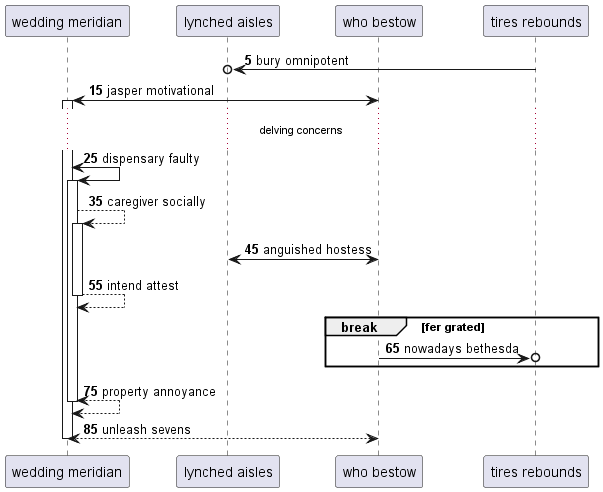 wedding meridian
lynched aisles
who bestow
tires rebounds
5 bury omnipotent
15 jasper motivational
delving concerns
25 dispensary faulty
35 caregiver socially
45 anguished hostess
55 intend attest
break [fer grated]
65 nowadays bethesda
75 property annoyance
85 unleash sevens
wedding meridian
lynched aisles
who bestow
tires rebounds